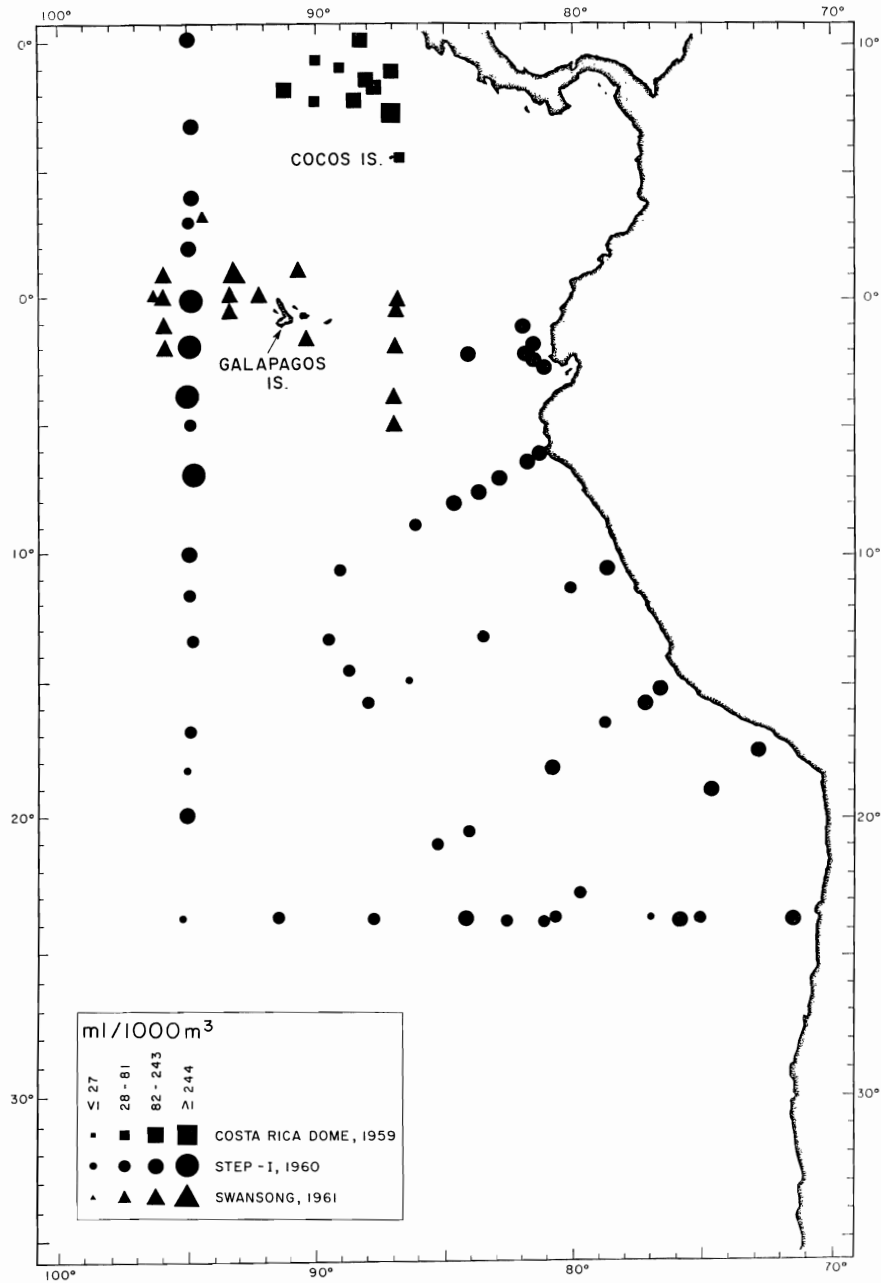 100° 90° 80° 70°
0° 10°
COCOS IS.
0° 0°
GALAPAGOS
IS.
10° 10°
20° 20°
30° 30°
ml/1000m³
≤ 27
28 - 81
82 - 243
≥ 244
COSTA RICA DOME, 1959
STEP - I, 1960
SWANSONG, 1961
100° 90° 80° 70°